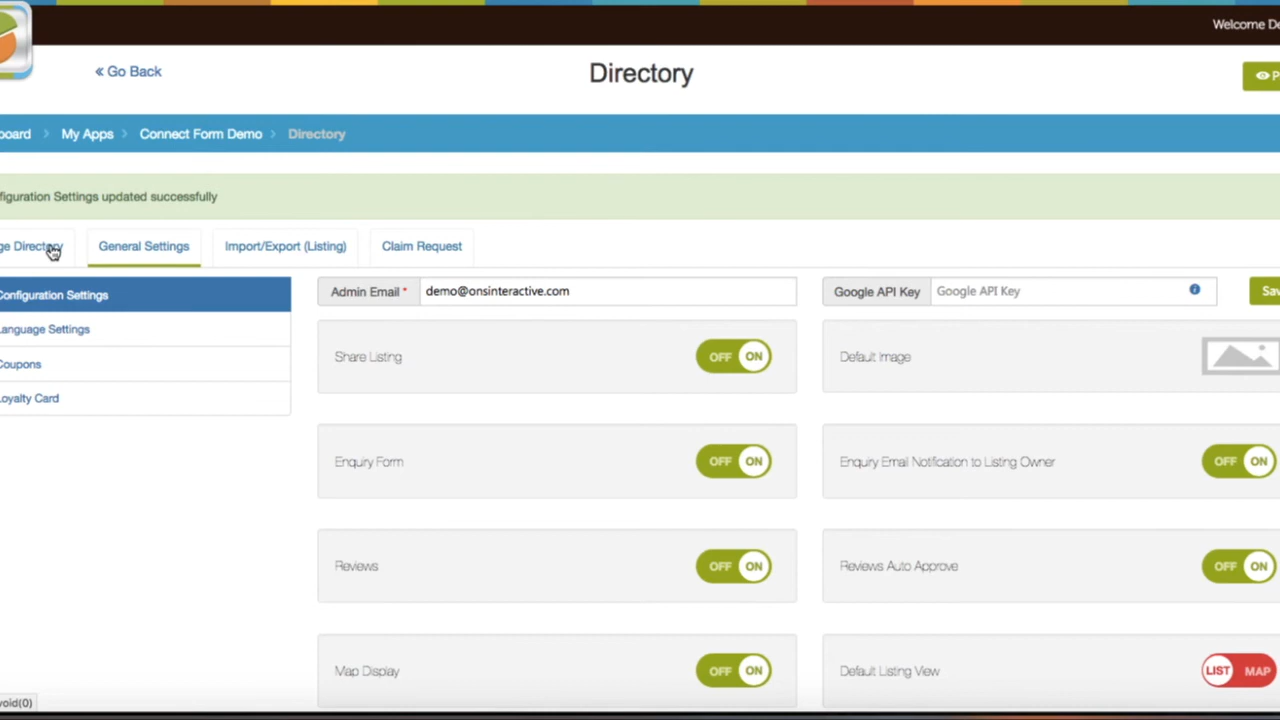 Welcome De
« Go Back
Directory
P
board > My Apps > Connect Form Demo > Directory
figuration Settings updated successfully
ge Directory
General Settings
Import/Export (Listing)
Claim Request
Configuration Settings
Admin Email *
demo@onsinteractive.com
Google API Key
Google API Key
Sav
Language Settings
Share Listing
OFF ON
Default Image
Coupons
Loyalty Card
Enquiry Form
OFF ON
Enquiry Email Notification to Listing Owner
OFF ON
Reviews
OFF ON
Reviews Auto Approve
OFF ON
Map Display
OFF ON
Default Listing View
LIST MAP
void(0)